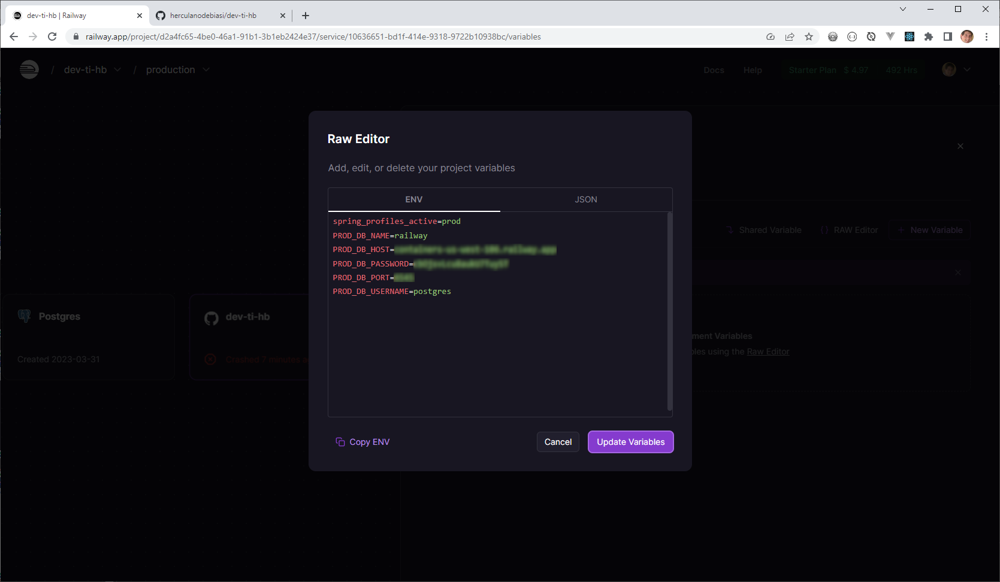 dev-ti-hb | Railway
herculanodebiasi/dev-ti-hb
railway.app/project/d2a4fc65-4be0-46a1-91b1-3b1eb2424e37/service/10636651-bd1f-414e-9318-9722b10938bc/variables
/ dev-ti-hb / production
Docs Help Starter Plan $ 4.97 492 Hrs
Raw Editor
Add, edit, or delete your project variables
ENV JSON
spring_profiles_active=prod
PROD_DB_NAME=railway
PROD_DB_HOST=
PROD_DB_PASSWORD=
PROD_DB_PORT=
PROD_DB_USERNAME=postgres
Copy ENV Cancel Update Variables
Shared Variable {} RAW Editor + New Variable
Postgres
Created 2023-03-31
dev-ti-hb
Crashed 7 minutes a
ment Variables
bles using the Raw Editor